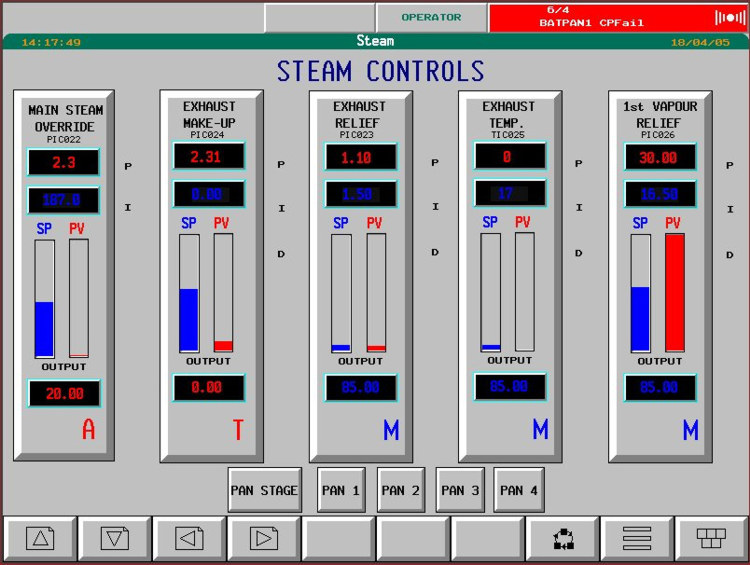 OPERATOR
6/4
BATPAN1 CPFail
14:17:49
Steam
18/04/05
STEAM CONTROLS
MAIN STEAM
OVERRIDE
PIC022
2.3
187.0
P
I
SP PV
OUTPUT
20.00
A
EXHAUST
MAKE-UP
PIC024
2.31
0.00
P
I
D
SP PV
OUTPUT
0.00
T
EXHAUST
RELIEF
PIC023
1.10
1.50
P
I
D
SP PV
OUTPUT
85.00
M
EXHAUST
TEMP.
TIC025
0
17
P
I
D
SP PV
OUTPUT
85.00
M
1st VAPOUR
RELIEF
PIC026
30.00
16.50
P
I
D
SP PV
OUTPUT
85.00
M
PAN STAGE
PAN 1
PAN 2
PAN 3
PAN 4